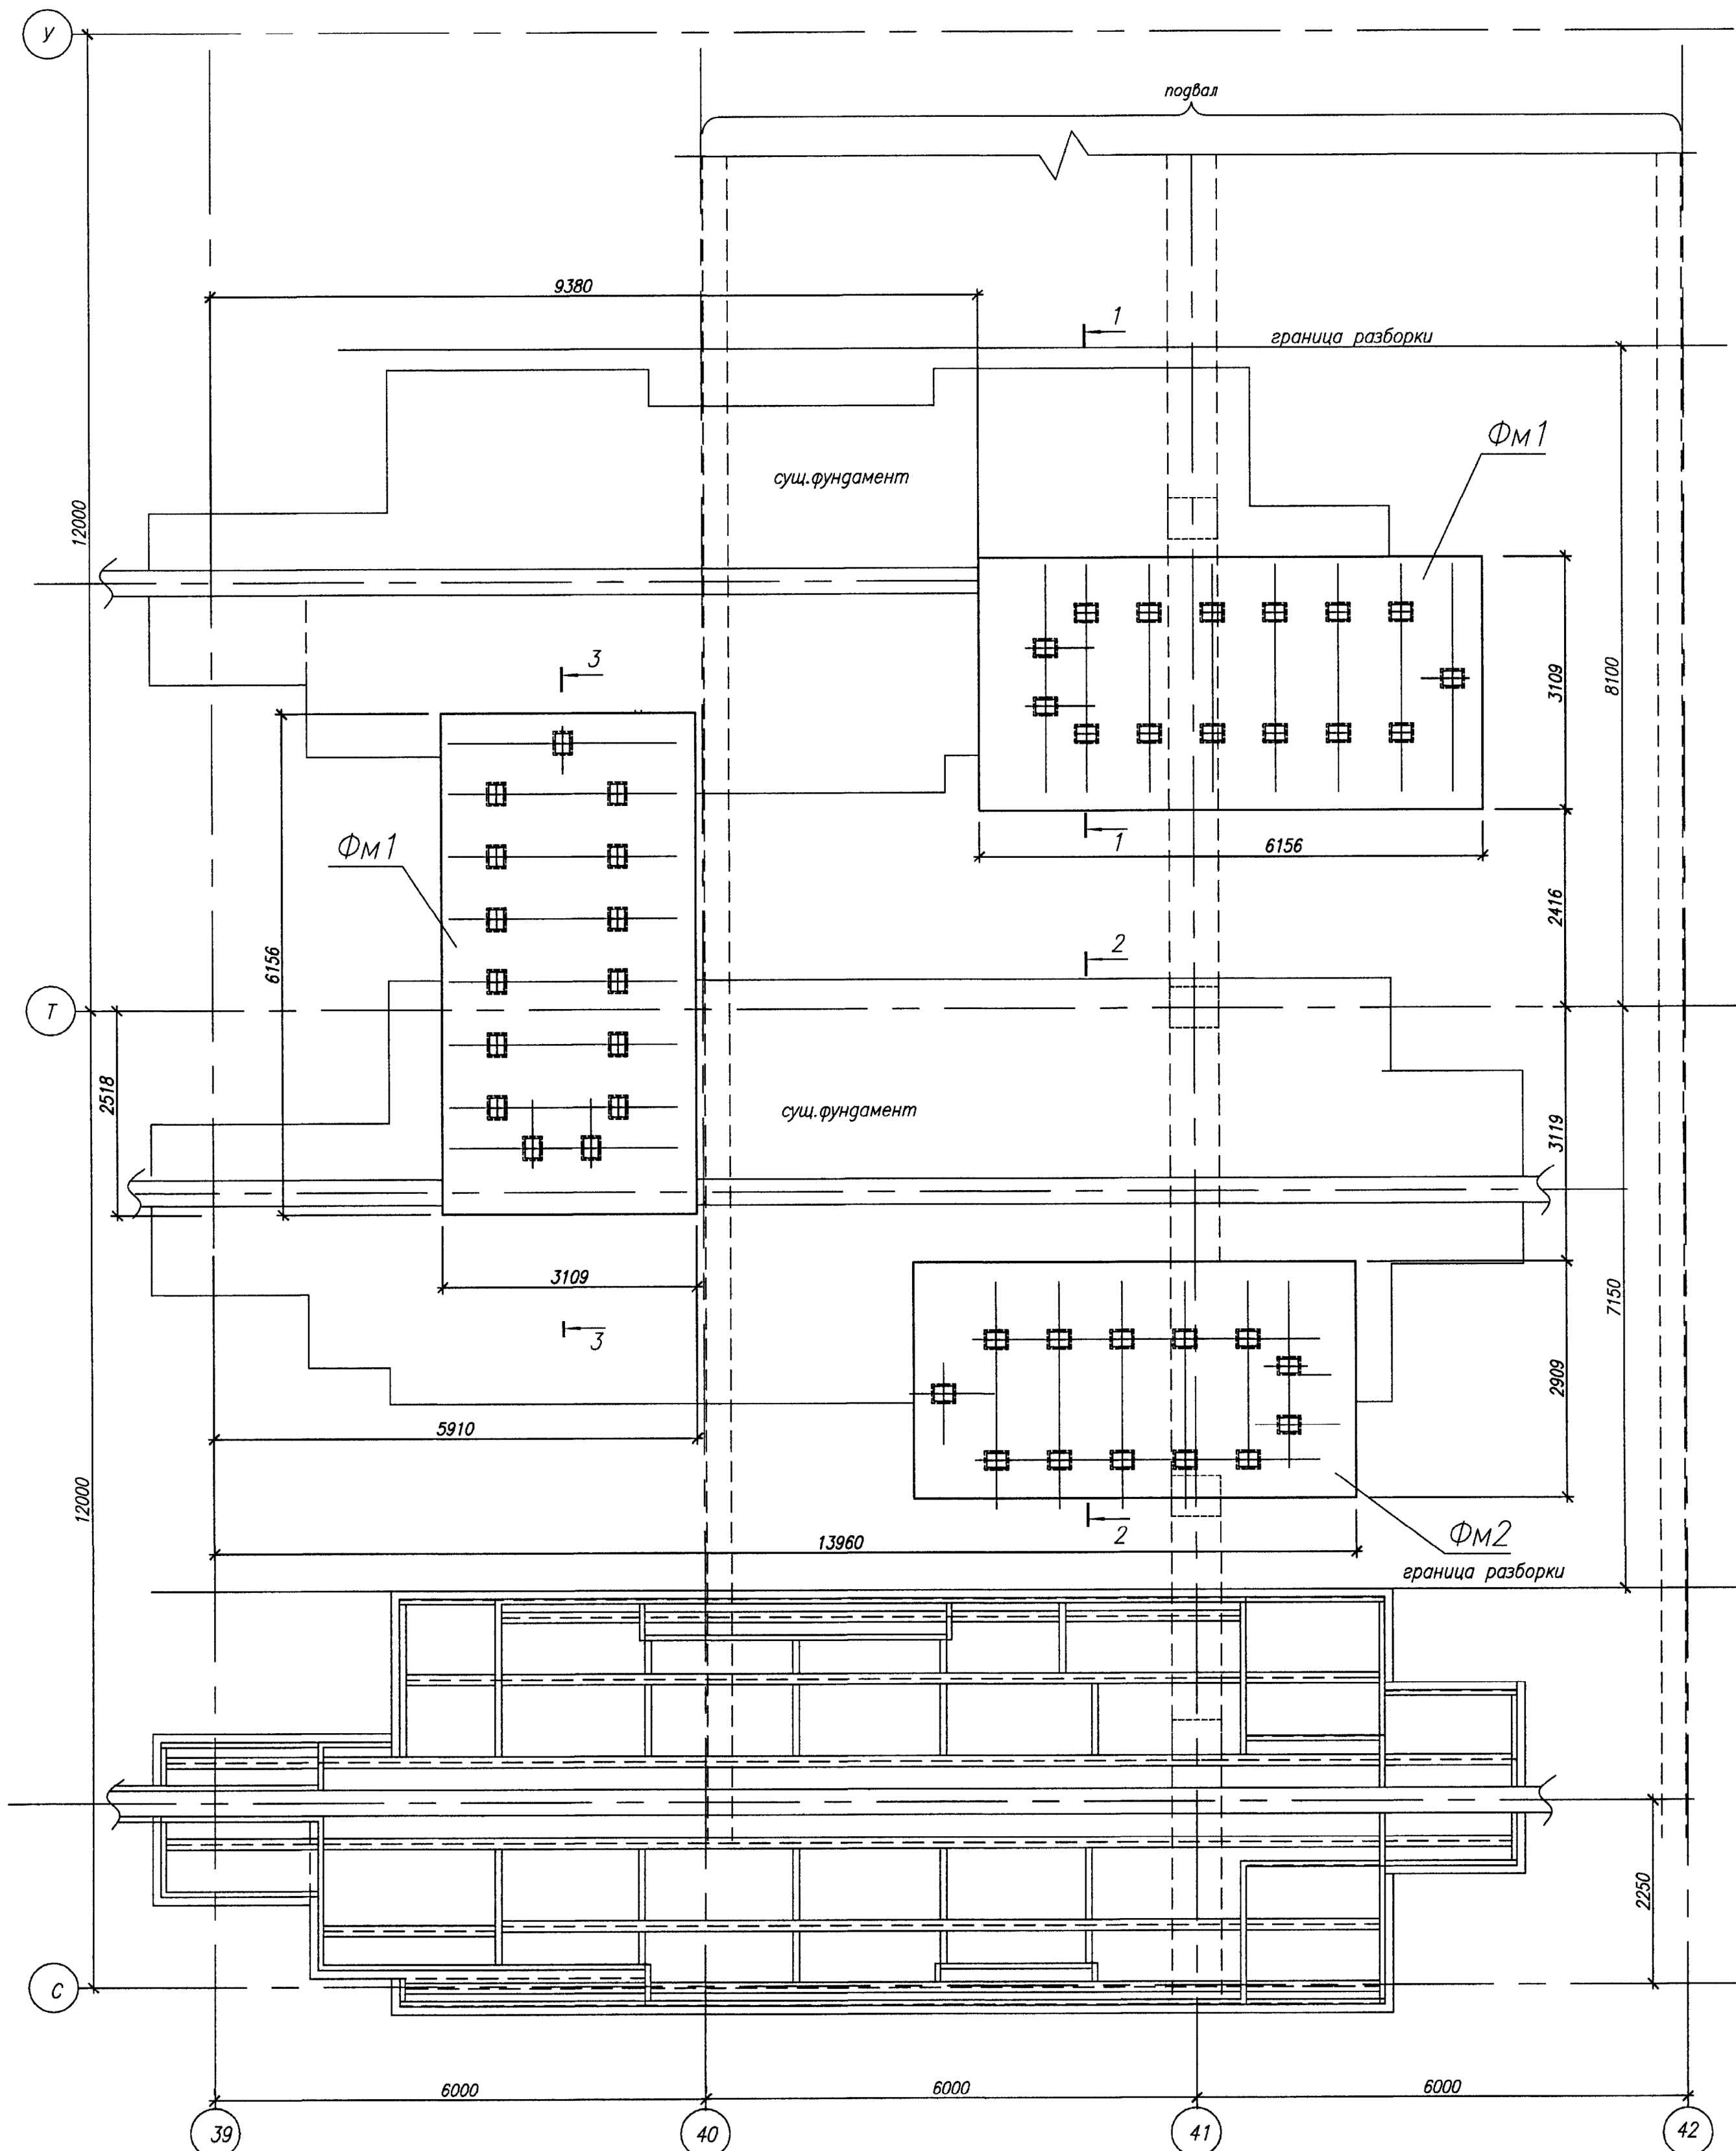 У
подвал
9380
1
граница разборки
Фм1
сущ.фундамент
12000
3
3109
8100
6156
Фм1
1
6156
2416
2
Т
2518
сущ.фундамент
3119
3109
3
7150
2909
5910
12000
13960
2
Фм2
граница разборки
2250
С
6000
6000
6000
39
40
41
42